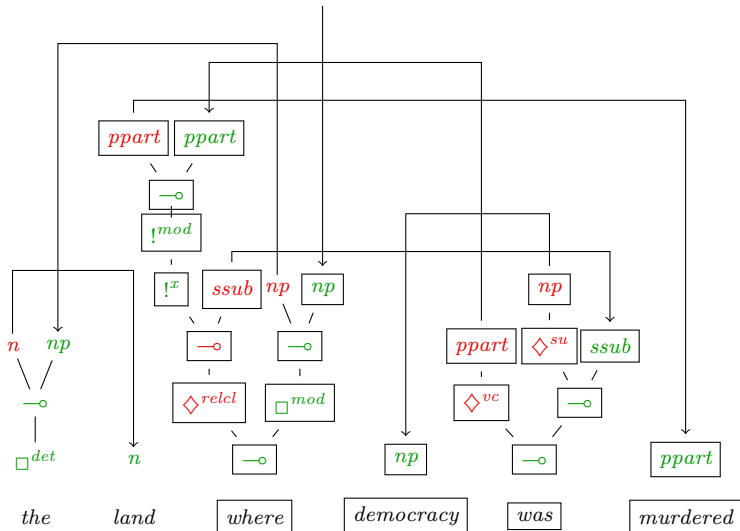 ppart ppart
⊸
!mod
!x ssub np np np
n np ⊸ ⊸ ppart ◇su ssub
⊸ ◇relcl □mod ◇vc ⊸
□det n ⊸ np ⊸ ppart
the land where democracy was murdered